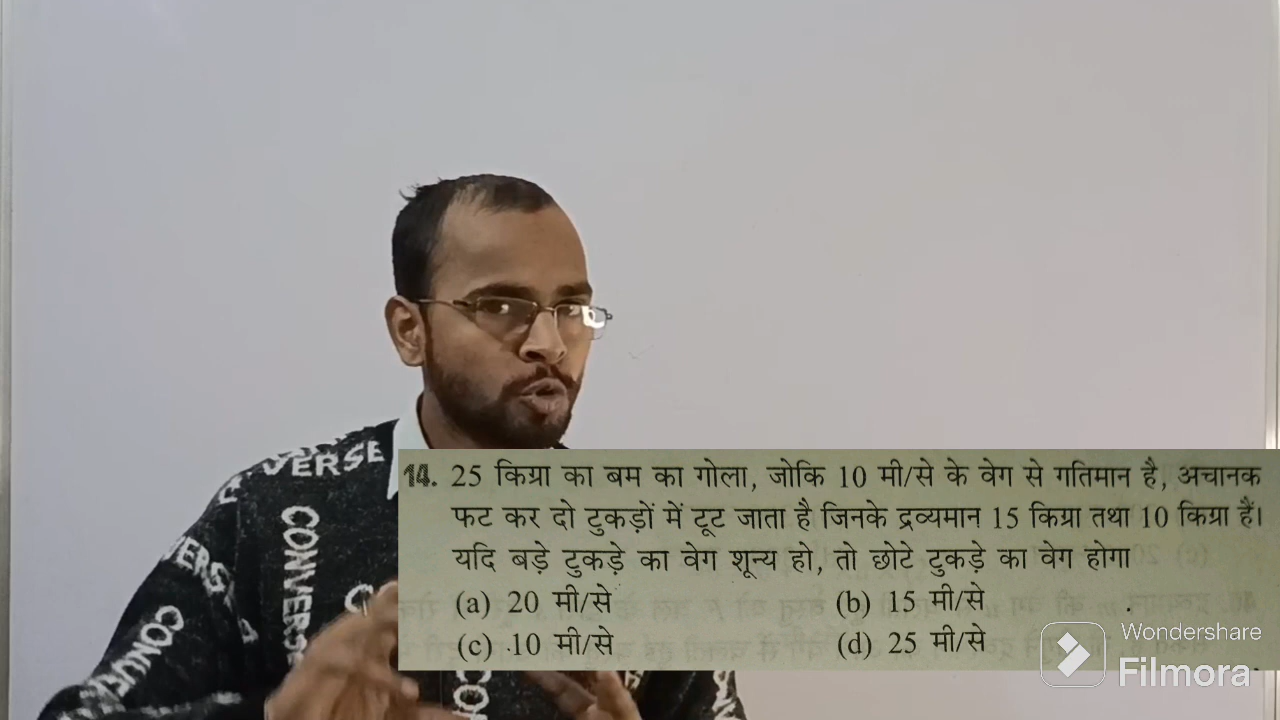 VERSE
CONVERSE
CONVE
14. 25 किग्रा का बम का गोला, जोकि 10 मी/से के वेग से गतिमान है, अचानक
फट कर दो टुकड़ों में टूट जाता है जिनके द्रव्यमान 15 किग्रा तथा 10 किग्रा हैं।
यदि बड़े टुकड़े का वेग शून्य हो, तो छोटे टुकड़े का वेग होगा
(a) 20 मी/से (b) 15 मी/से
(c) 10 मी/से (d) 25 मी/से
Wondershare
Filmora